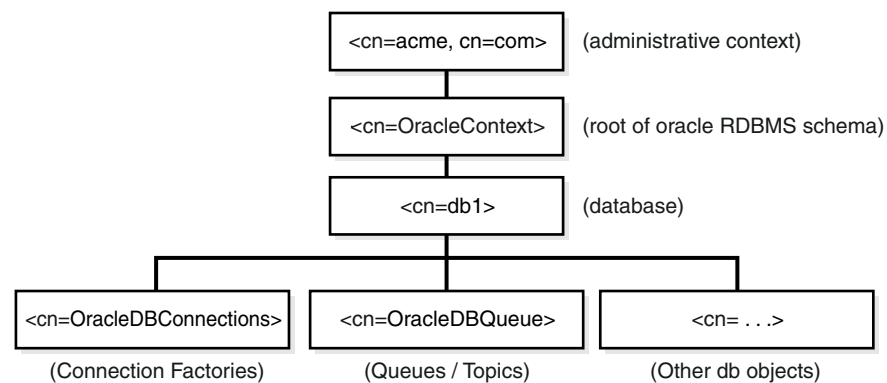 <cn=acme, cn=com> (administrative context)
<cn=OracleContext> (root of oracle RDBMS schema)
<cn=db1> (database)
<cn=OracleDBConnections> <cn=OracleDBQueue> <cn= . . .>
(Connection Factories) (Queues / Topics) (Other db objects)